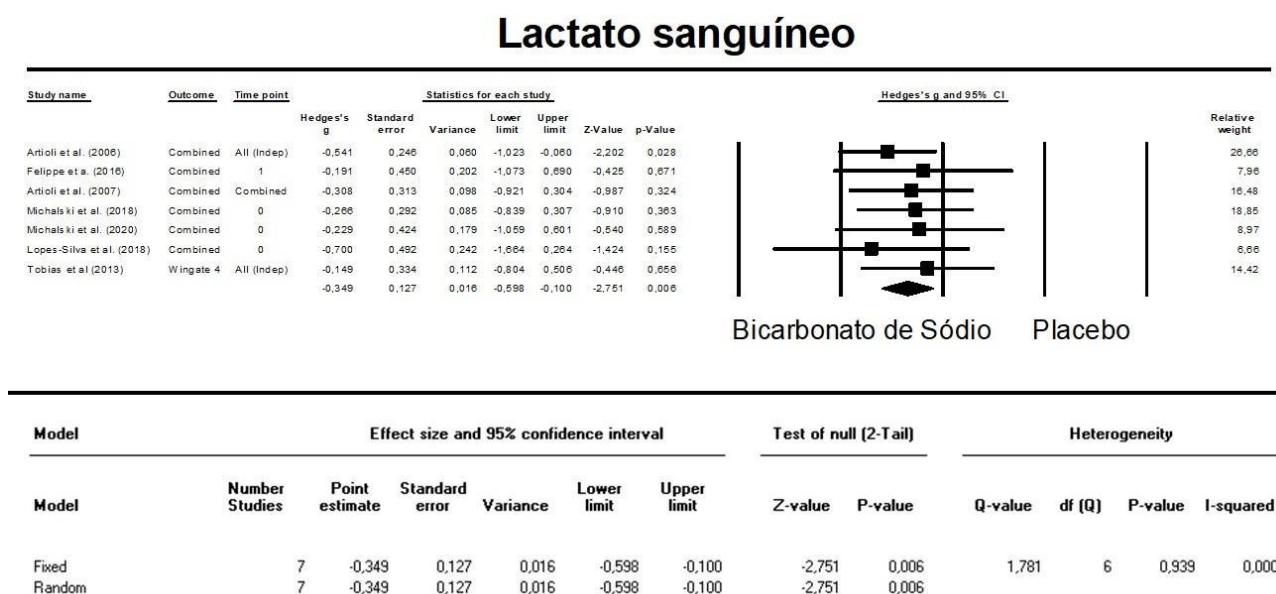 Lactato sanguíneo
Study name Outcome Time point Statistics for each study Hedges's g and 95% CI
Hedges's g Standard error Variance Lower limit Upper limit Z-Value p-Value Relative weight
Artioli et al. (2006) Combined All (Indep) -0,541 0,246 0,060 -1,023 -0,060 -2,202 0,028 26,66
Felippe et a. (2016) Combined 1 -0,191 0,450 0,202 -1,073 0,690 -0,425 0,671 7,96
Artioli et al. (2007) Combined Combined -0,308 0,313 0,098 -0,921 0,304 -0,987 0,324 16,48
Michalski et al. (2018) Combined 0 -0,266 0,292 0,085 -0,839 0,307 -0,910 0,363 18,85
Michalski et al. (2020) Combined 0 -0,229 0,424 0,179 -1,059 0,601 -0,540 0,589 8,97
Lopes-Silva et al. (2018) Combined 0 -0,700 0,492 0,242 -1,664 0,264 -1,424 0,155 6,66
Tobias et al (2013) Wingate 4 All (Indep) -0,149 0,334 0,112 -0,804 0,506 -0,446 0,656 14,42
-0,349 0,127 0,016 -0,598 -0,100 -2,751 0,006
Bicarbonato de Sódio Placebo
Model Effect size and 95% confidence interval Test of null (2-Tail) Heterogeneity
Model Number Studies Point estimate Standard error Variance Lower limit Upper limit Z-value P-value Q-value df (Q) P-value I-squared
Fixed 7 -0,349 0,127 0,016 -0,598 -0,100 -2,751 0,006 1,781 6 0,939 0,000
Random 7 -0,349 0,127 0,016 -0,598 -0,100 -2,751 0,006